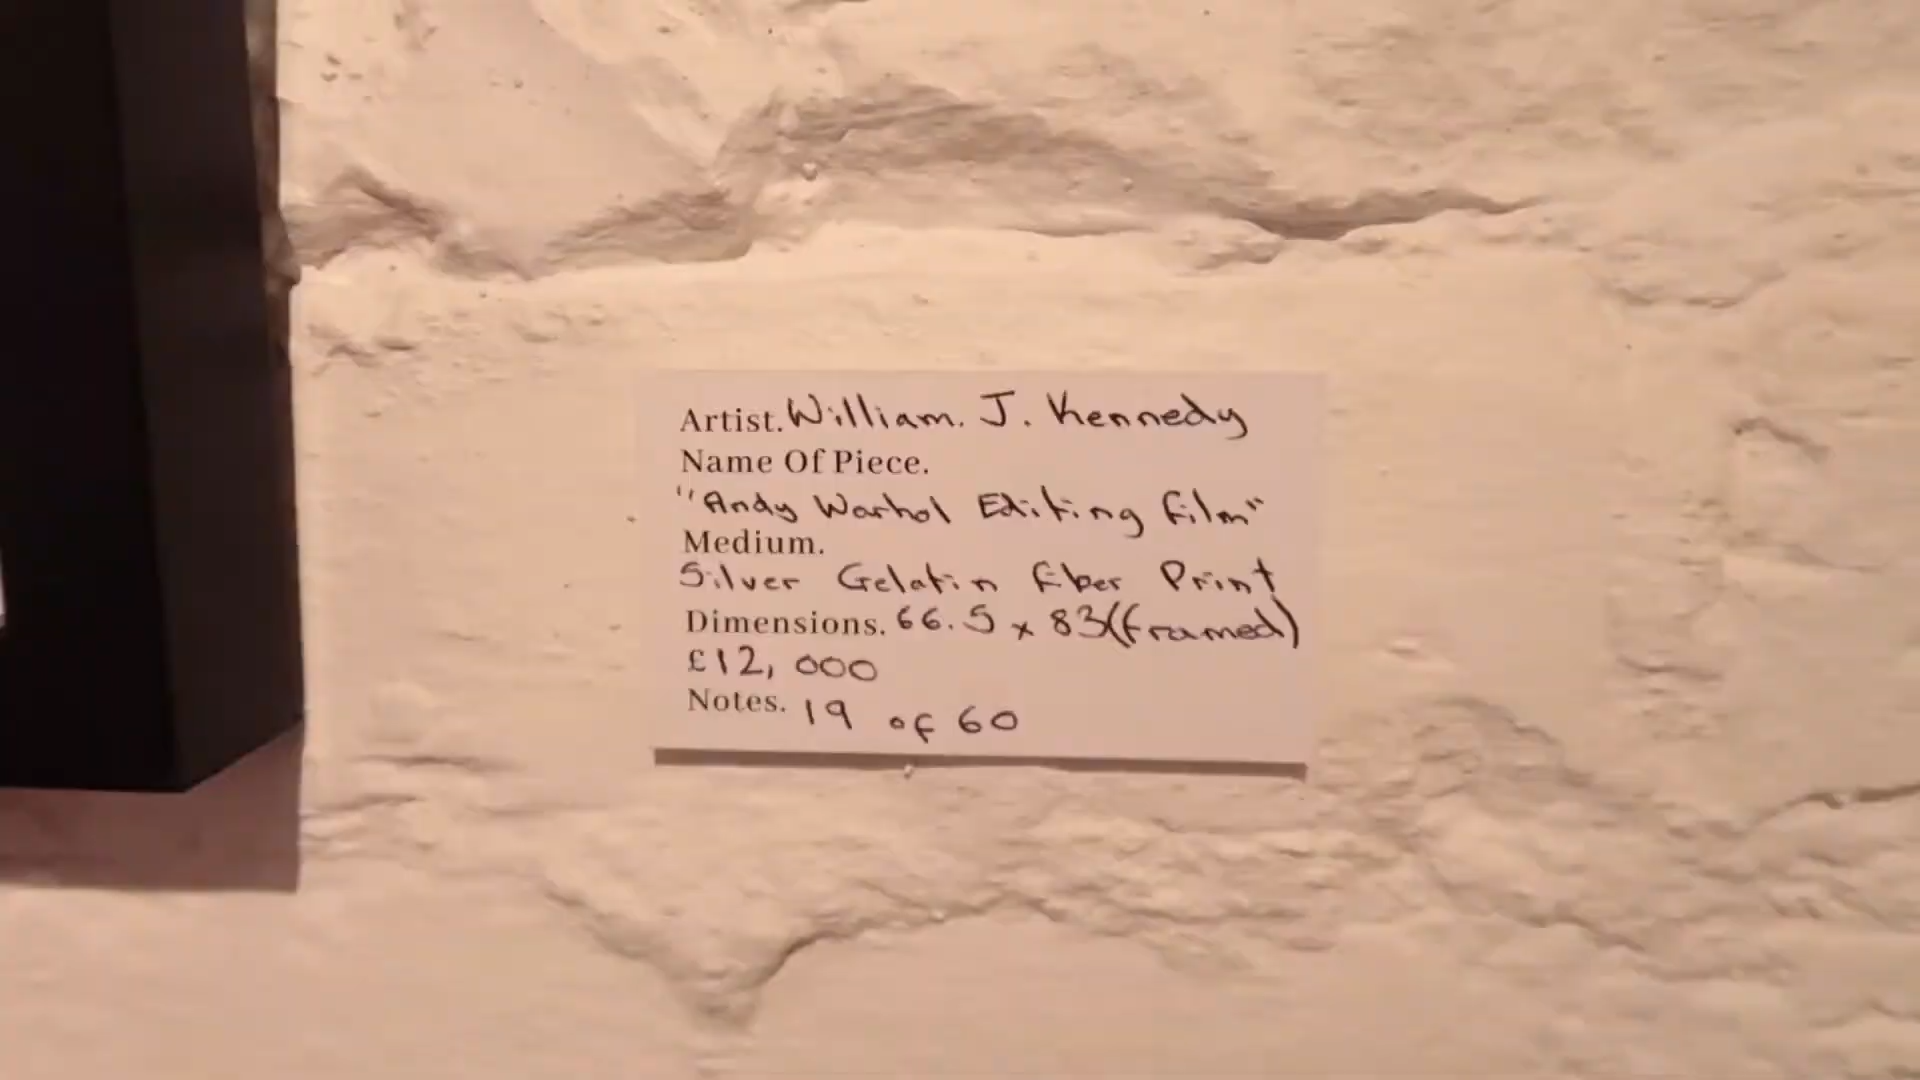 Artist. William. J. Kennedy
Name Of Piece.
"Andy Warhol Editing film"
Medium.
Silver Gelatin fiber Print
Dimensions. 66.5 x 83(framed)
£12,000
Notes. 19 of 60